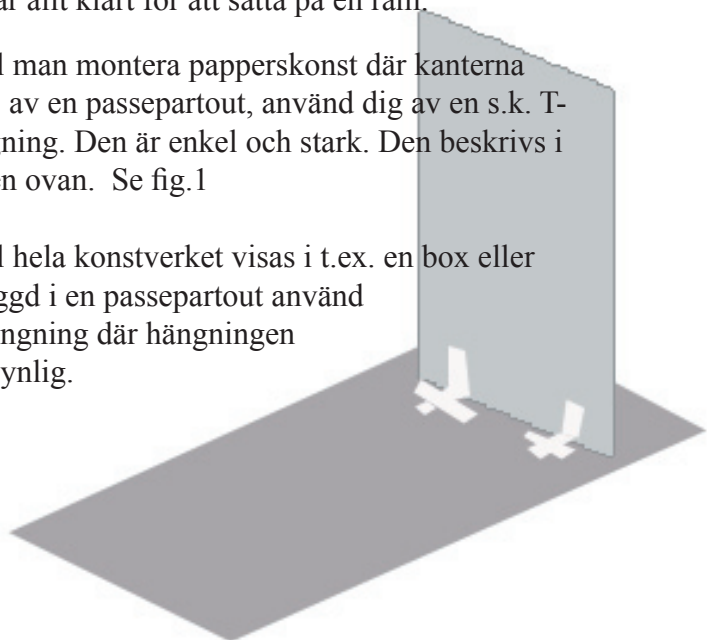 allt klart för att sätta på en ram.
l man montera papperskonst där kanterna
av en passepartout, använd dig av en s.k. T-
gning. Den är enkel och stark. Den beskrivs i
en ovan. Se fig.1
l hela konstverket visas i t.ex. en box eller
ggd i en passepartout använd
ngning där hängningen
ynlig.